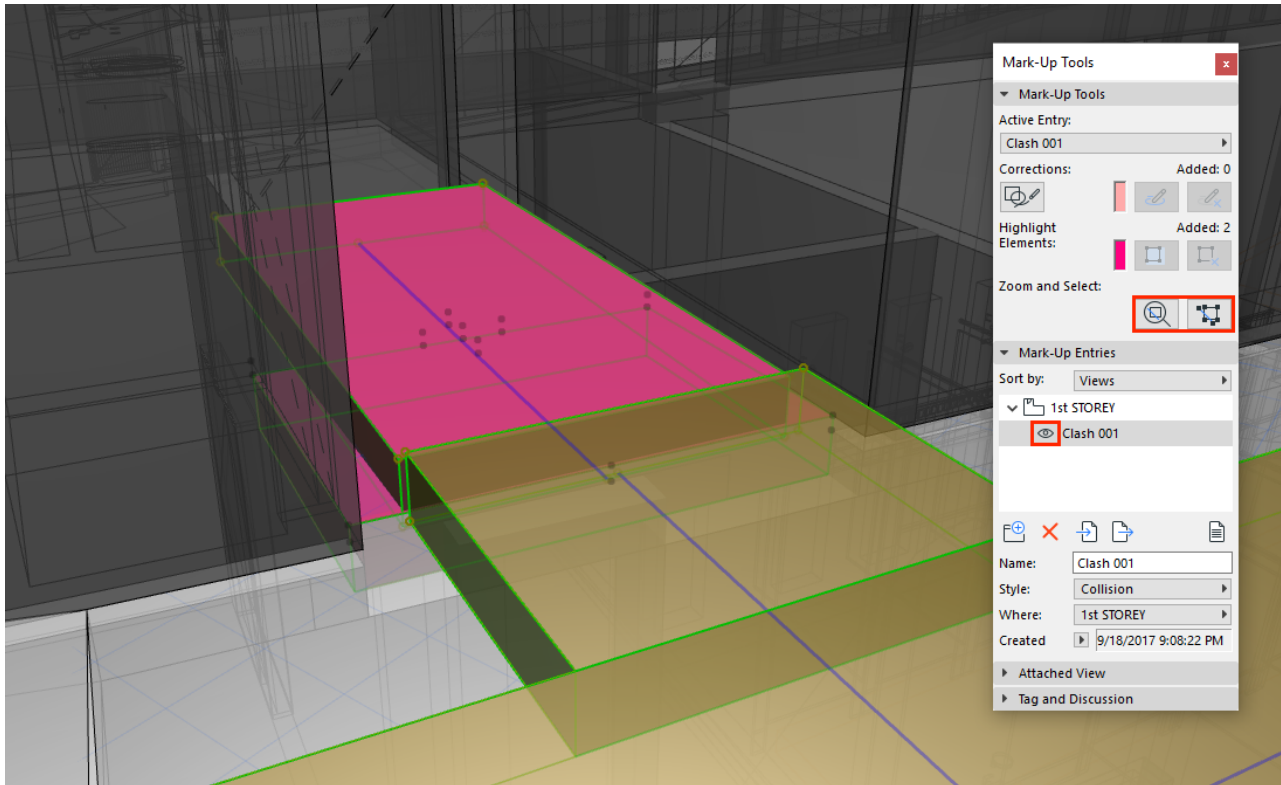 Mark-Up Tools
x
Mark-Up Tools
Active Entry:
Clash 001
Corrections: Added: 0
Highlight Elements: Added: 2
Zoom and Select:
Mark-Up Entries
Sort by: Views
1st STOREY
Clash 001
Name: Clash 001
Style: Collision
Where: 1st STOREY
Created 9/18/2017 9:08:22 PM
Attached View
Tag and Discussion